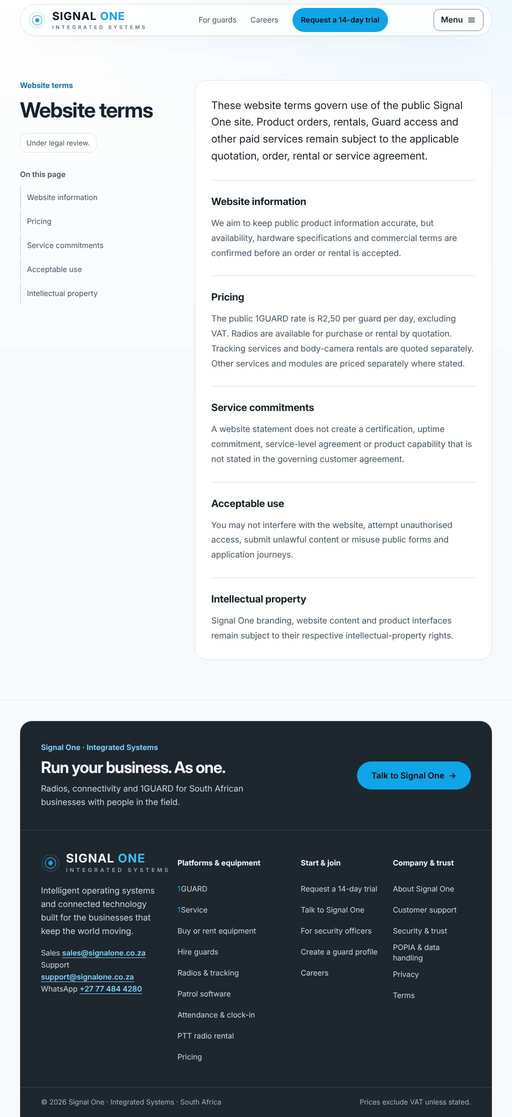 SIGNAL ONE
INTEGRATED SYSTEMS
For guards
Careers
Request a 14-day trial
Menu
Website terms
Website terms
Under legal review.
On this page
Website information
Pricing
Service commitments
Acceptable use
Intellectual property
These website terms govern use of the public Signal
One site. Product orders, rentals, Guard access and
other paid services remain subject to the applicable
quotation, order, rental or service agreement.
Website information
We aim to keep public product information accurate, but
availability, hardware specifications and commercial terms are
confirmed before an order or rental is accepted.
Pricing
The public 1GUARD rate is R2,50 per guard per day, excluding
VAT. Radios are available for purchase or rental by quotation.
Tracking services and body-camera rentals are quoted separately.
Other services and modules are priced separately where stated.
Service commitments
A website statement does not create a certification, uptime
commitment, service-level agreement or product capability that is
not stated in the governing customer agreement.
Acceptable use
You may not interfere with the website, attempt unauthorised
access, submit unlawful content or misuse public forms and
application journeys.
Intellectual property
Signal One branding, website content and product interfaces
remain subject to their respective intellectual-property rights.
Signal One · Integrated Systems
Run your business. As one.
Radios, connectivity and 1GUARD for South African
businesses with people in the field.
Talk to Signal One →
SIGNAL ONE
INTEGRATED SYSTEMS
Intelligent operating systems
and connected technology
built for the businesses that
keep the world moving.
Sales sales@signalone.co.za
Support
support@signalone.co.za
WhatsApp +27 77 484 4280
Platforms & equipment
1GUARD
1Service
Buy or rent equipment
Hire guards
Radios & tracking
Patrol software
Attendance & clock-in
PTT radio rental
Pricing
Start & join
Request a 14-day trial
Talk to Signal One
For security officers
Create a guard profile
Careers
Company & trust
About Signal One
Customer support
Security & trust
POPIA & data
handling
Privacy
Terms
© 2026 Signal One · Integrated Systems · South Africa
Prices exclude VAT unless stated.